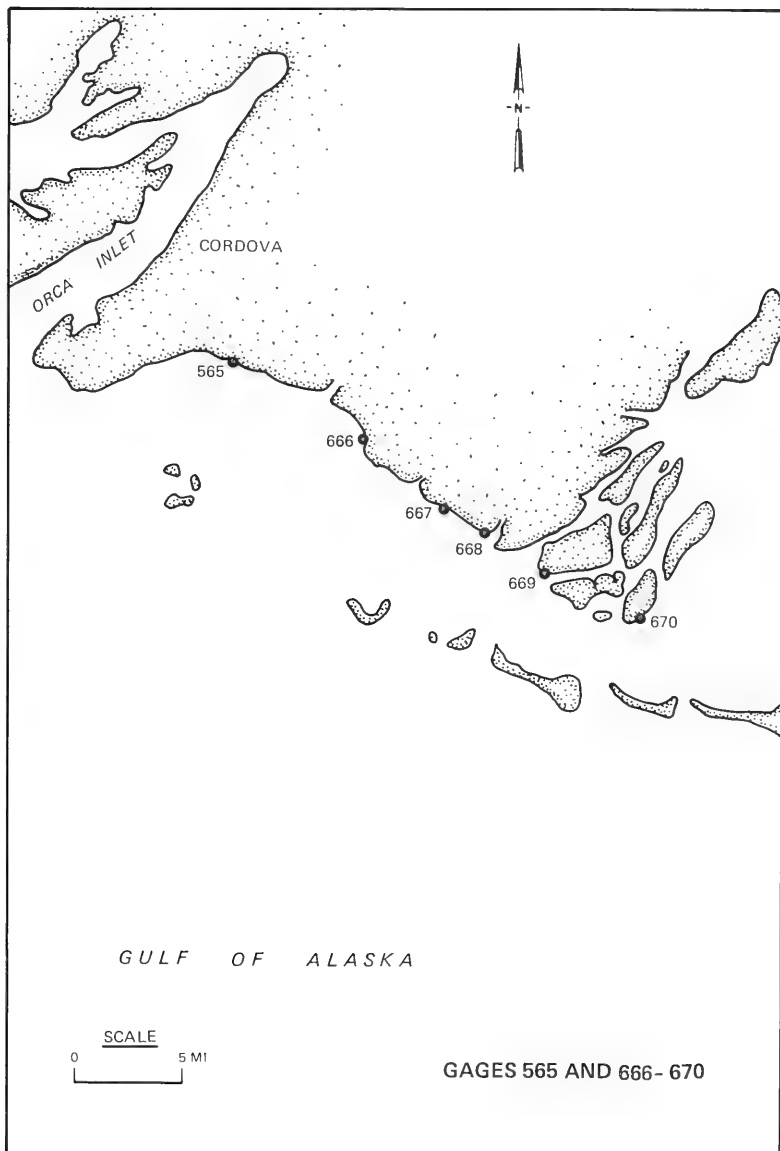 -N-
CORDOVA
ORCA INLET
565
666
667
668
669
670
GULF OF ALASKA
SCALE
0 5 MI
GAGES 565 AND 666-670